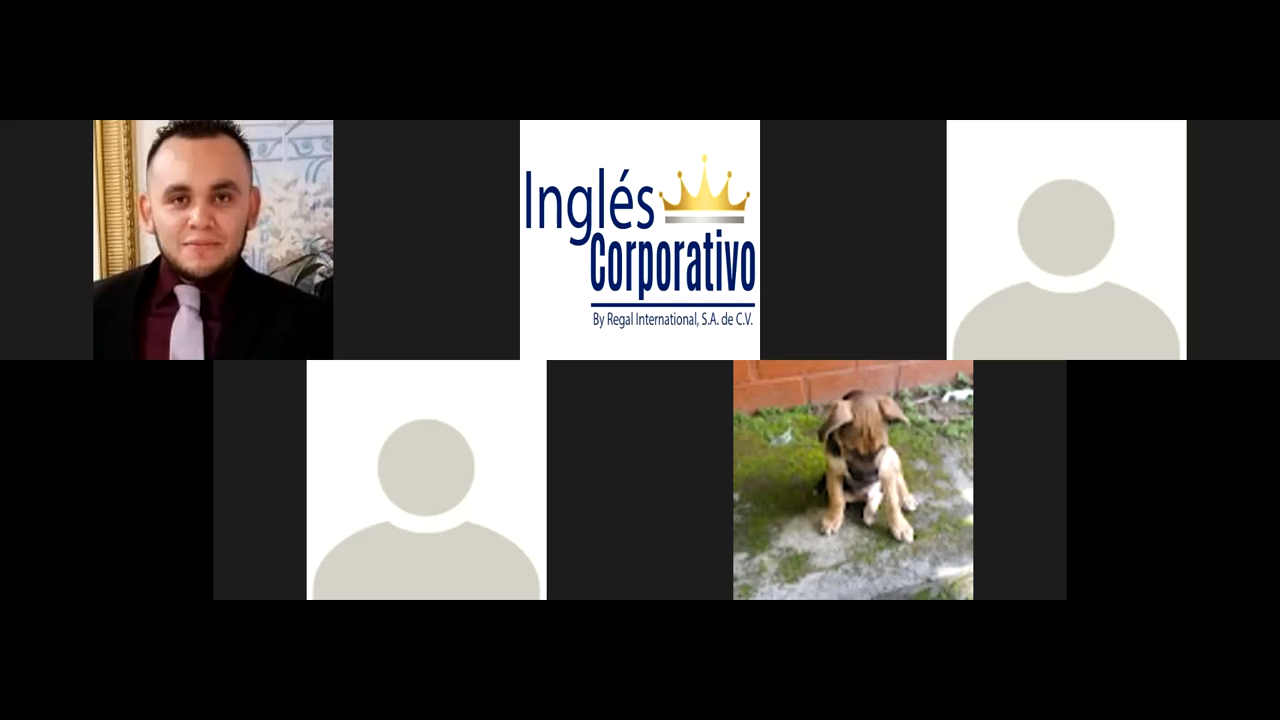 Inglés
Corporativo
By Regal International, S.A. de C.V.